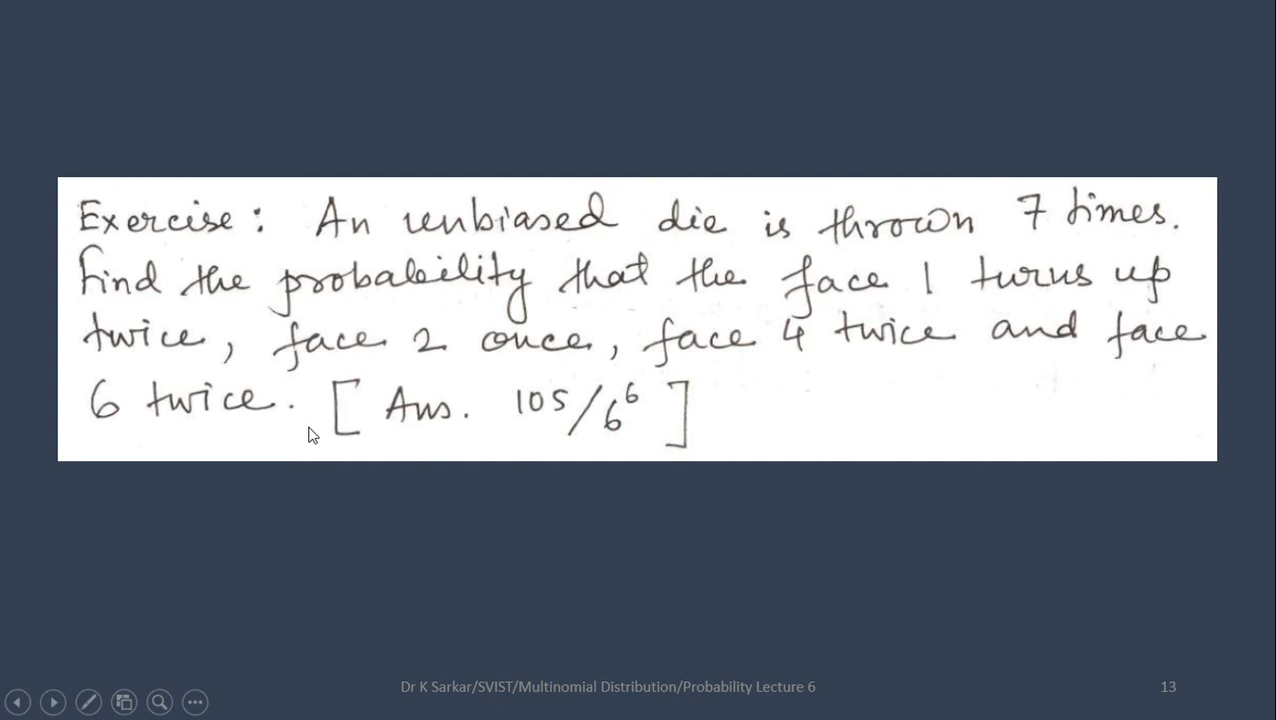 Exercise: An unbiased die is thrown 7 times.
Find the probability that the face 1 turns up
twice, face 2 once, face 4 twice and face
6 twice. [ Ans. 105/6⁶ ]
Dr K Sarkar/SVIST/Multinomial Distribution/Probability Lecture 6
13